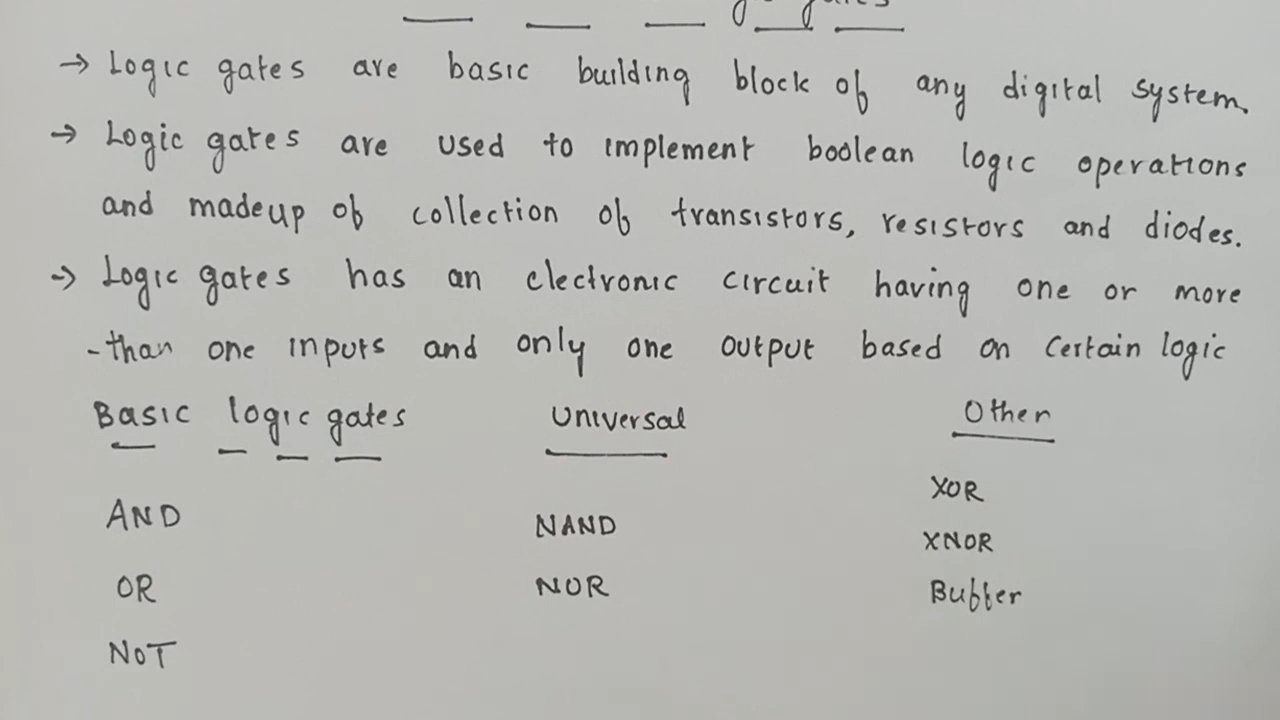 gates
→ Logic gates are basic building block of any digital system.
→ Logic gates are used to implement boolean logic operations
and madeup of collection of transistors, resistors and diodes.
→ Logic gates has an electronic circuit having one or more
-than one inputs and only one output based on certain logic
Basic logic gates Universal Other
AND NAND XOR
OR NOR XNOR
NOT Buffer